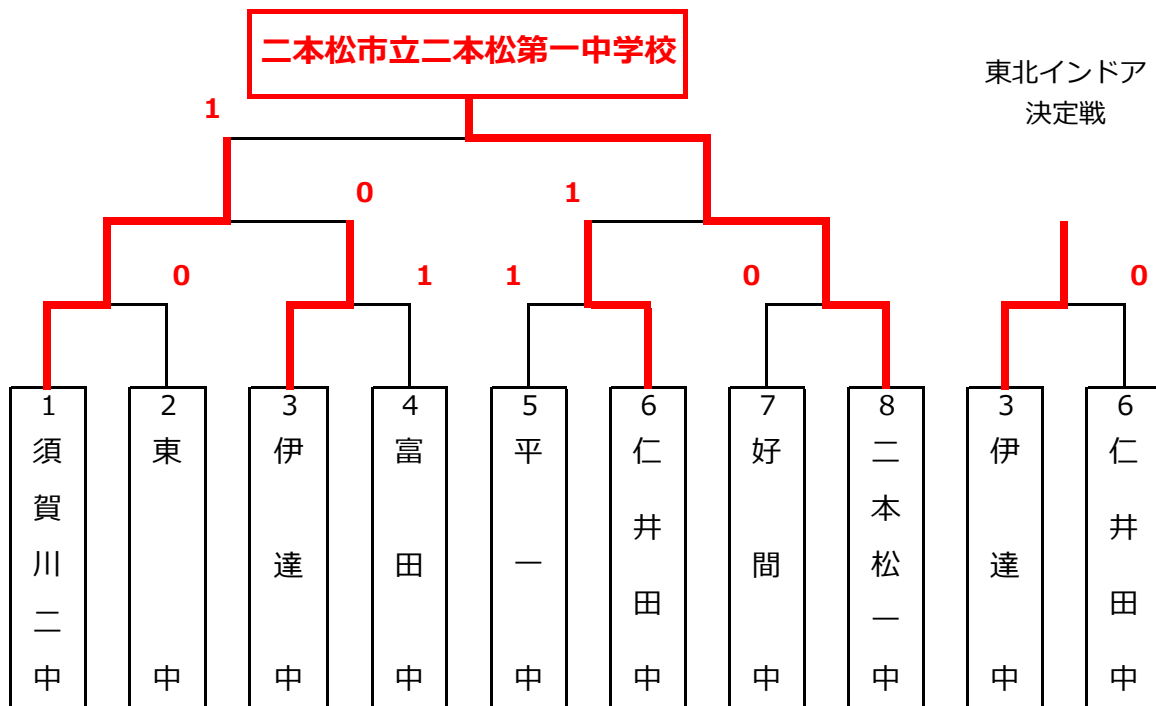 二本松市立二本松第一中学校
東北インドア
決定戦
1
0
1
0
1
1
0
0
1
須賀川二中
2
東中
3
伊達中
4
富田中
5
平一中
6
仁井田中
7
好間中
8
二本松一中
3
伊達中
6
仁井田中